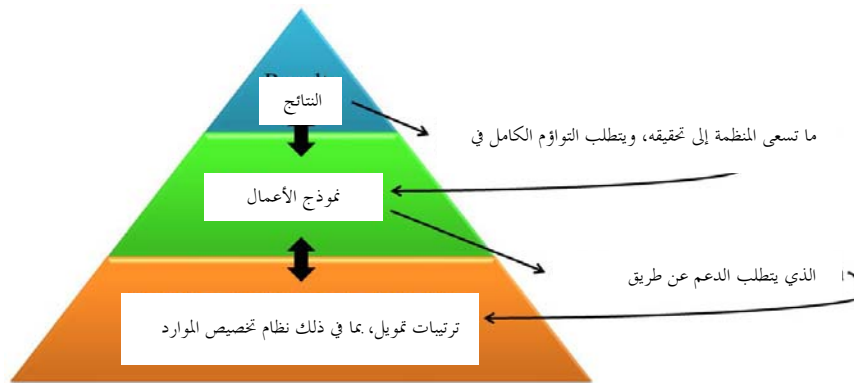 النتائج
ما تسعى المنظمة إلى تحقيقه، ويتطلب التواؤم الكامل في
نموذج الأعمال
الذي يتطلب الدعم عن طريق
ترتيبات تمويل، بما في ذلك نظام تخصيص الموارد